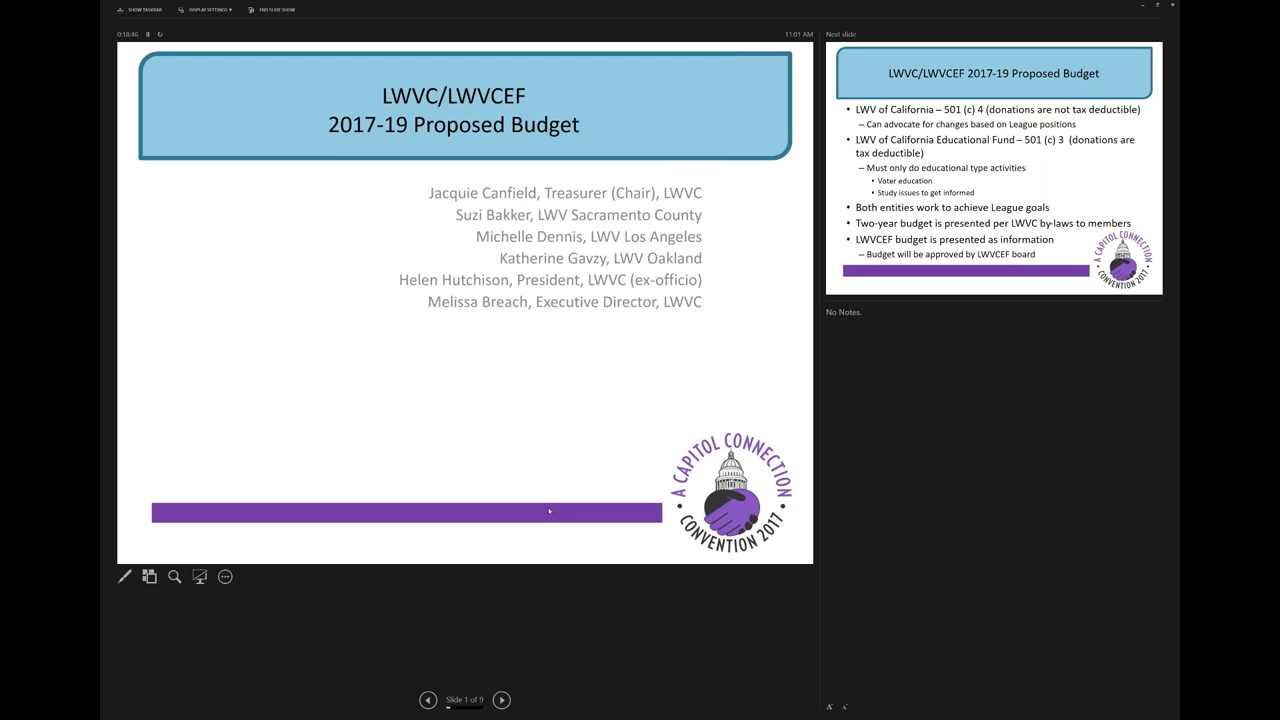 SHOW TASKBAR
DISPLAY SETTINGS ▾
END SLIDE SHOW
0:18:46
11:01 AM
LWVC/LWVCEF
2017-19 Proposed Budget
Jacquie Canfield, Treasurer (Chair), LWVC
Suzi Bakker, LWV Sacramento County
Michelle Dennis, LWV Los Angeles
Katherine Gavzy, LWV Oakland
Helen Hutchison, President, LWVC (ex-officio)
Melissa Breach, Executive Director, LWVC
A CAPITOL CONNECTION
• CONVENTION 2017 •
Slide 1 of 9
Next slide
LWVC/LWVCEF 2017-19 Proposed Budget
• LWV of California – 501 (c) 4 (donations are not tax deductible)
– Can advocate for changes based on League positions
• LWV of California Educational Fund – 501 (c) 3 (donations are
tax deductible)
– Must only do educational type activities
• Voter education
• Study issues to get informed
• Both entities work to achieve League goals
• Two-year budget is presented per LWVC by-laws to members
• LWVCEF budget is presented as information
– Budget will be approved by LWVCEF board
A CAPITOL CONNECTION
• CONVENTION 2017 •
No Notes.
A A